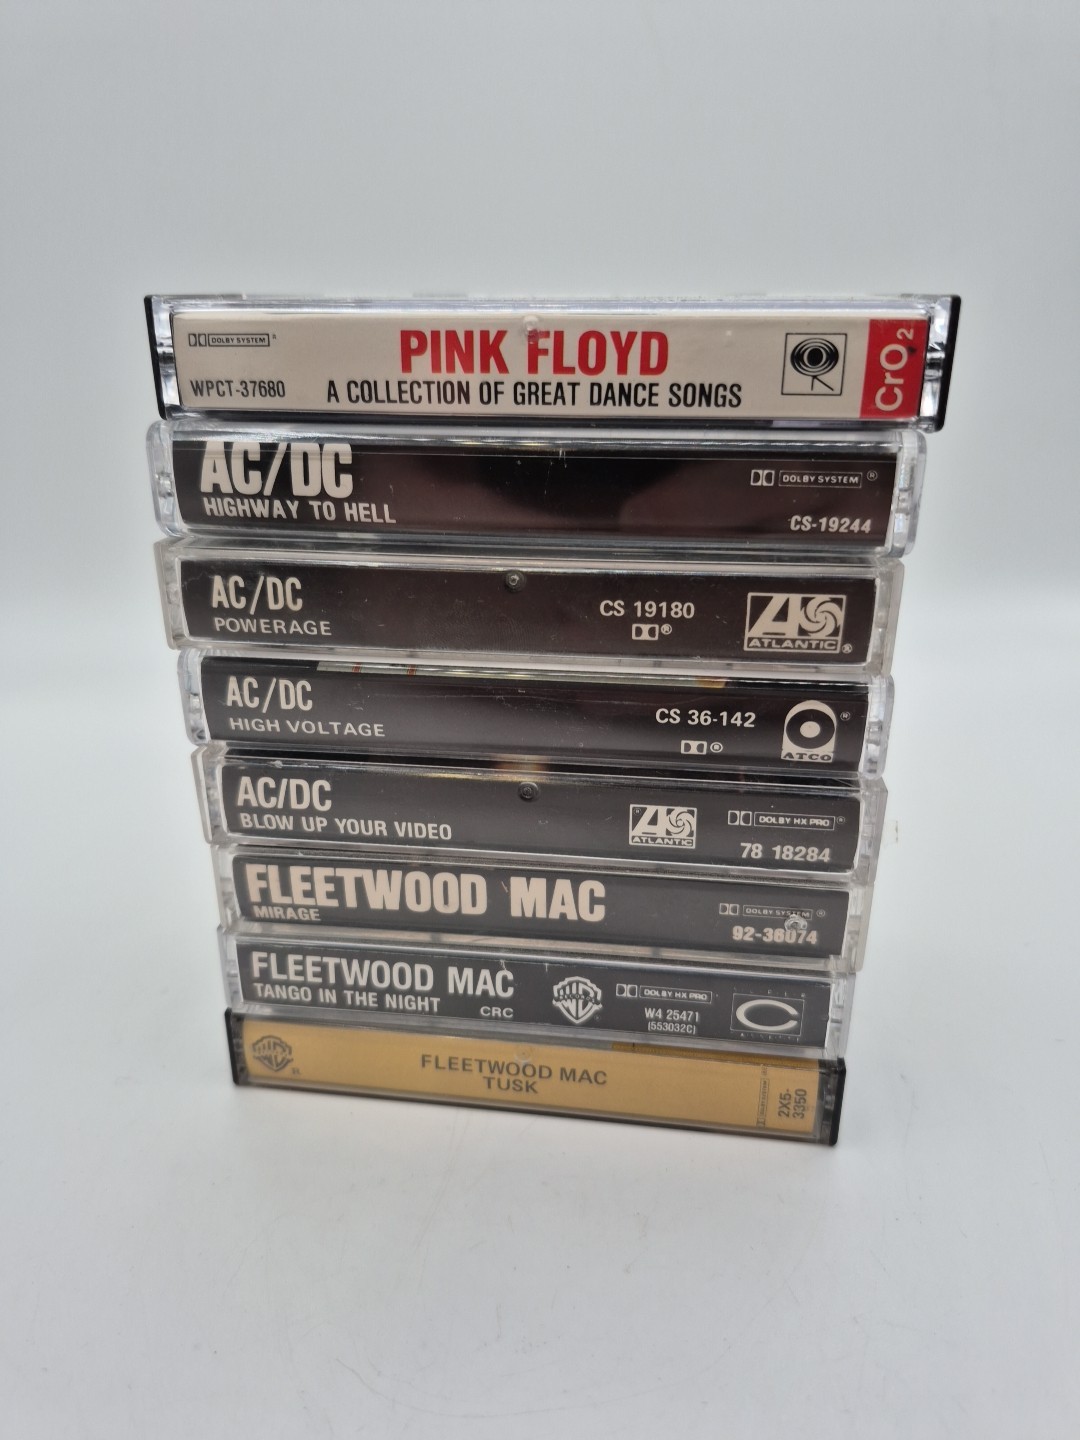 DOLBY SYSTEM
PINK FLOYD
WPCT-37680
A COLLECTION OF GREAT DANCE SONGS
CrO2
AC/DC
HIGHWAY TO HELL
DOLBY SYSTEM ®
CS-19244
AC/DC
POWERAGE
CS 19180
®
ATLANTIC ®
AC/DC
HIGH VOLTAGE
CS 36-142
®
ATCO ®
AC/DC
BLOW UP YOUR VIDEO
ATLANTIC
DOLBY HX PRO
78 18284
FLEETWOOD MAC
MIRAGE
DOLBY SYSTEM ®
92-36074
FLEETWOOD MAC
TANGO IN THE NIGHT
CRC
DOLBY HX PRO
W4 25471
(553032C)
C
FLEETWOOD MAC
TUSK
2X5-
3350